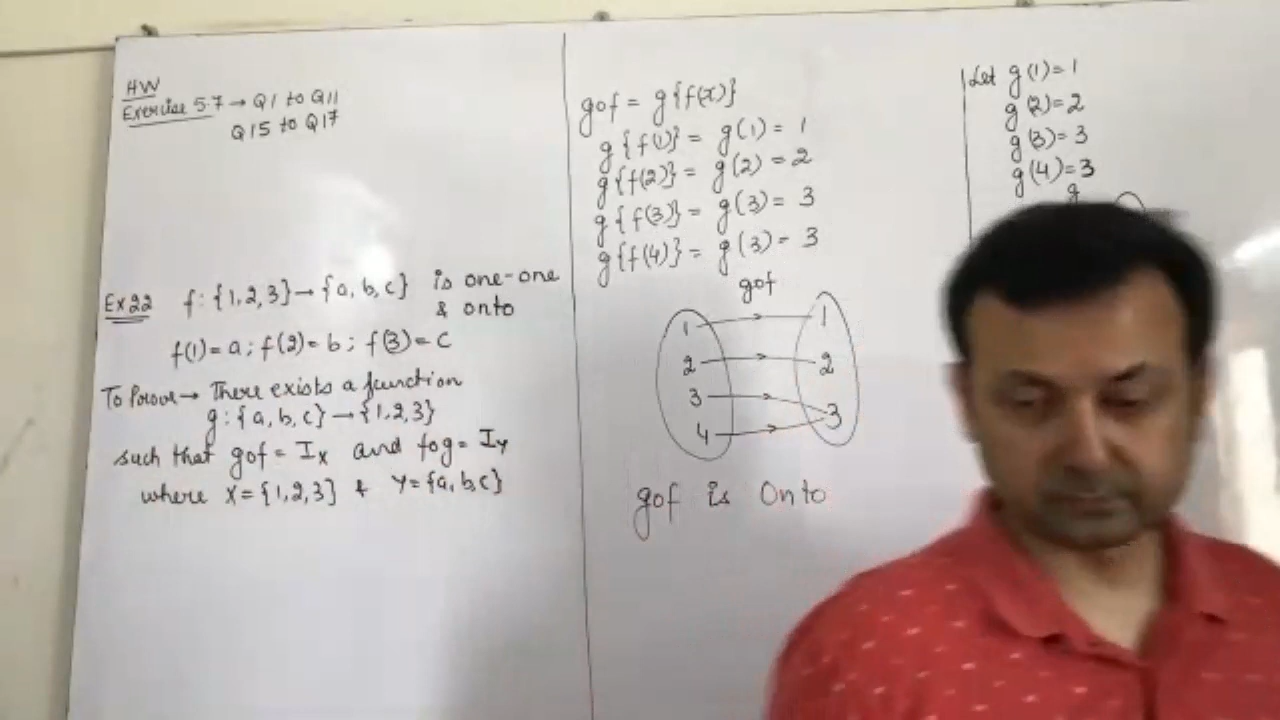 HW
Exercise 5.7 → Q1 to Q11
Q15 to Q17
Ex 22 f: {1,2,3} → {a, b, c} is one-one
& onto
f(1) = a ; f(2) = b ; f(3) = c
To Prove → There exists a function
g : {a, b, c} → {1,2,3}
such that gof = Ix and fog = Iy
where X = {1,2,3} & Y = {a, b, c}
gof = g{f(x)}
g{f(1)} = g(1) = 1
g{f(2)} = g(2) = 2
g{f(3)} = g(3) = 3
g{f(4)} = g(3) = 3
gof
1 1
2 2
3 3
4
gof is Onto
Let g(1) = 1
g(2) = 2
g(3) = 3
g(4) = 3
g